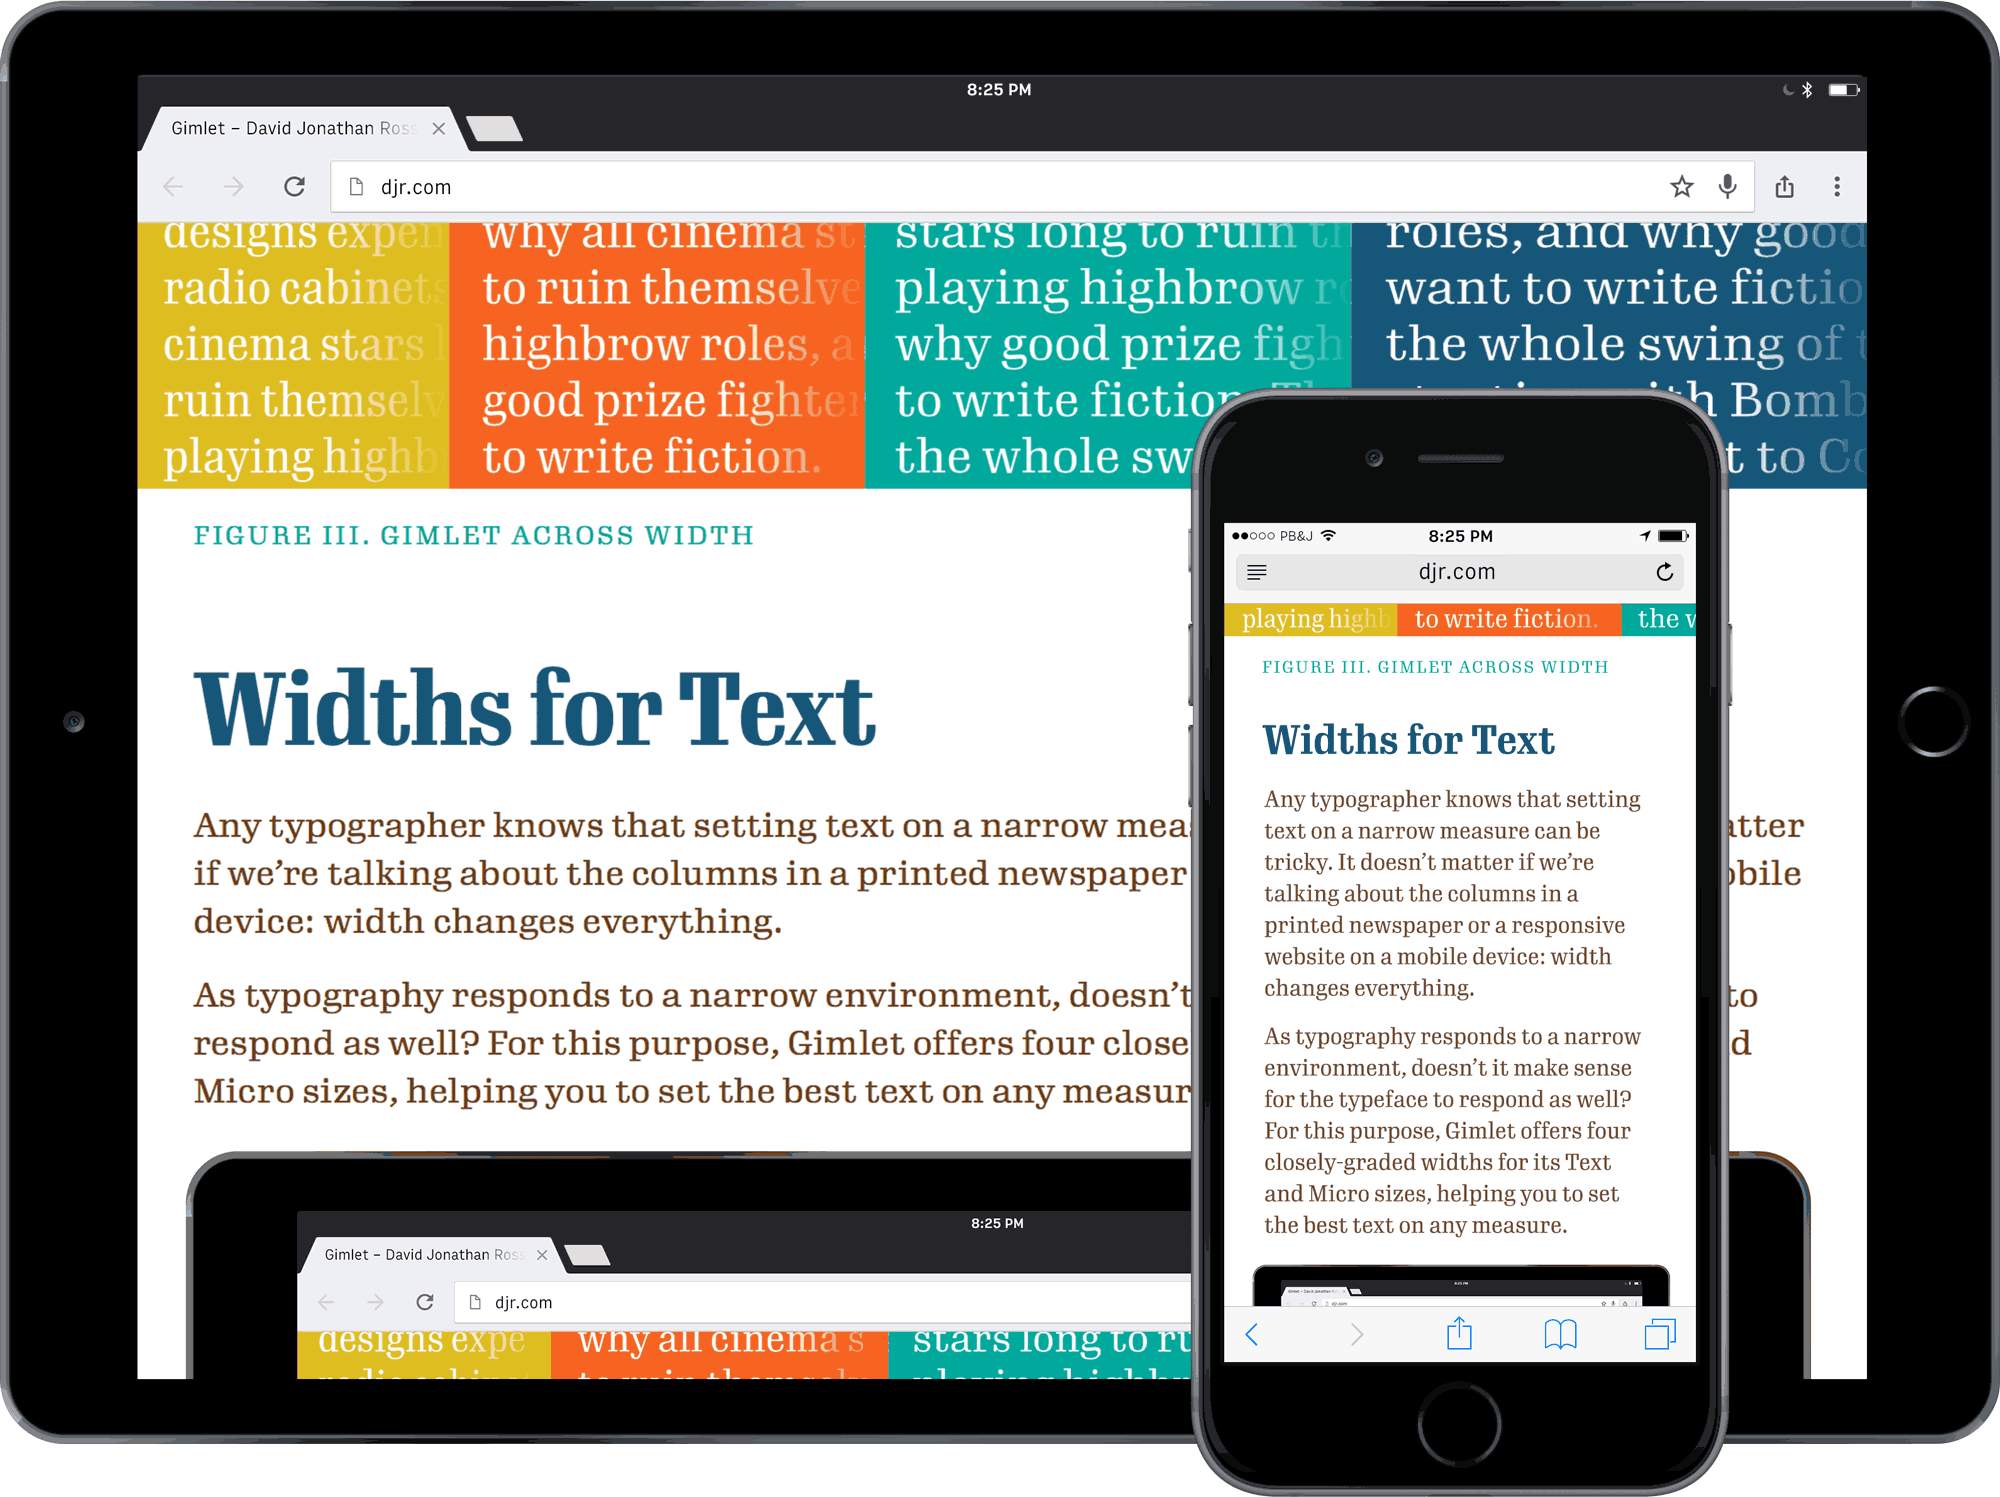 8:25 PM
Gimlet – David Jonathan Ross
djr.com
designs expen
radio cabinets
cinema stars
ruin themselv
playing highb
why all cinema st
to ruin themselve
highbrow roles, a
good prize fighter
to write fiction.
stars long to ruin th
playing highbrow ro
why good prize figh
to write fiction. Th
the whole sw
roles, and why good
want to write fictio
the whole swing of t
th Bomb
t to Co
FIGURE III. GIMLET ACROSS WIDTH
Widths for Text
Any typographer knows that setting text on a narrow meas atter
if we’re talking about the columns in a printed newspaper obile
device: width changes everything.
As typography responds to a narrow environment, doesn’t to
respond as well? For this purpose, Gimlet offers four close d
Micro sizes, helping you to set the best text on any measur
8:25 PM
Gimlet – David Jonathan Ross
djr.com
designs expe
why all cinema s
stars long to ru
PB&J 8:25 PM
djr.com
playing highb
to write fiction.
the w
FIGURE III. GIMLET ACROSS WIDTH
Widths for Text
Any typographer knows that setting
text on a narrow measure can be
tricky. It doesn’t matter if we’re
talking about the columns in a
printed newspaper or a responsive
website on a mobile device: width
changes everything.
As typography responds to a narrow
environment, doesn’t it make sense
for the typeface to respond as well?
For this purpose, Gimlet offers four
closely-graded widths for its Text
and Micro sizes, helping you to set
the best text on any measure.